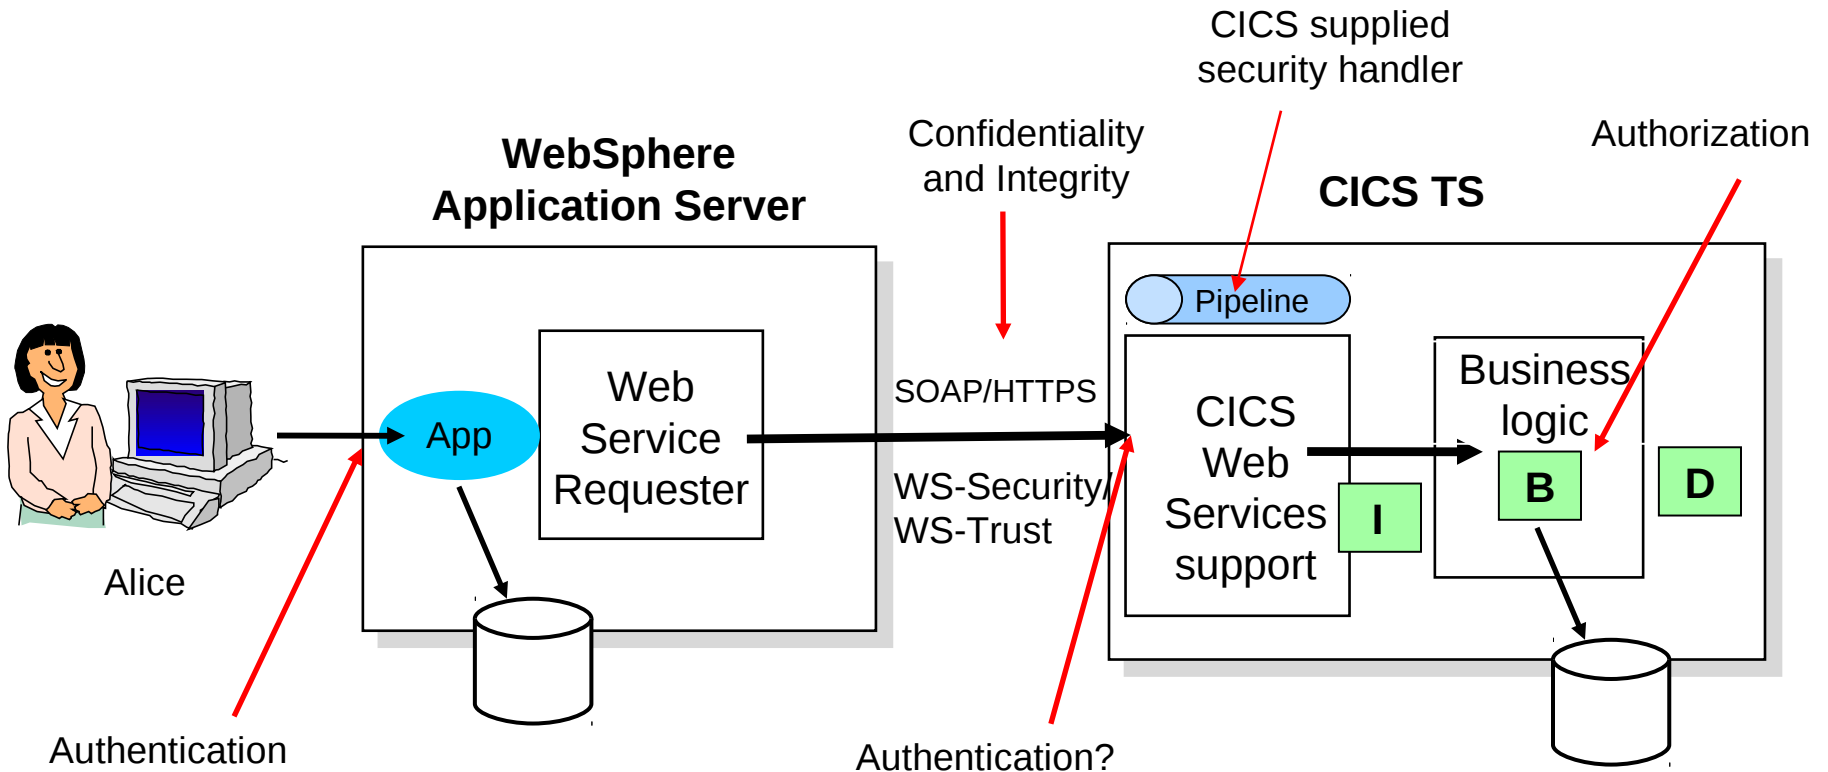 CICS supplied
security handler
Confidentiality
and Integrity
Authorization
WebSphere
Application Server
CICS TS
Pipeline
Web
Service
Requester
App
SOAP/HTTPS
WS-Security/
WS-Trust
CICS
Web
Services
support
Business
logic
I
B
D
Alice
Authentication
Authentication?